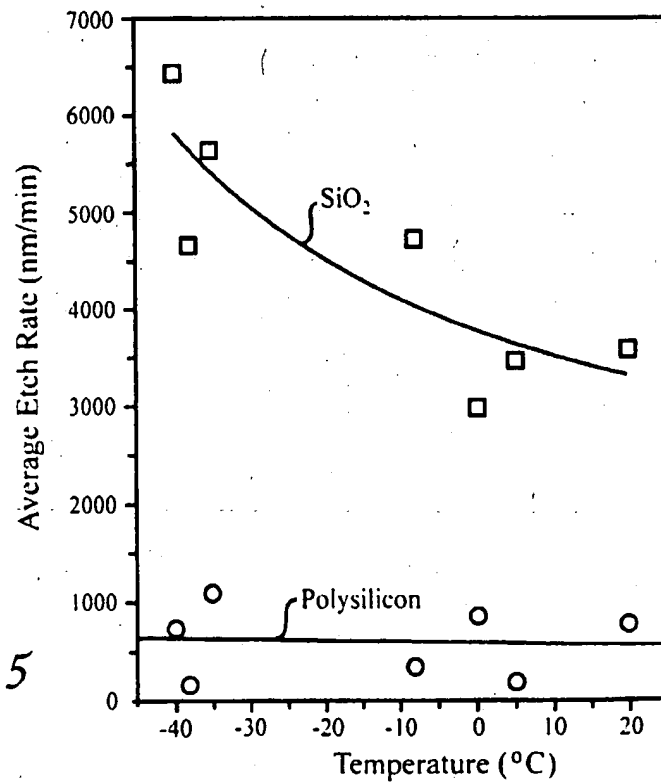 7000
6000
5000
4000
3000
2000
1000
0
Average Etch Rate (nm/min)
SiO₂
Polysilicon
5
-40 -30 -20 -10 0 10 20
Temperature (°C)